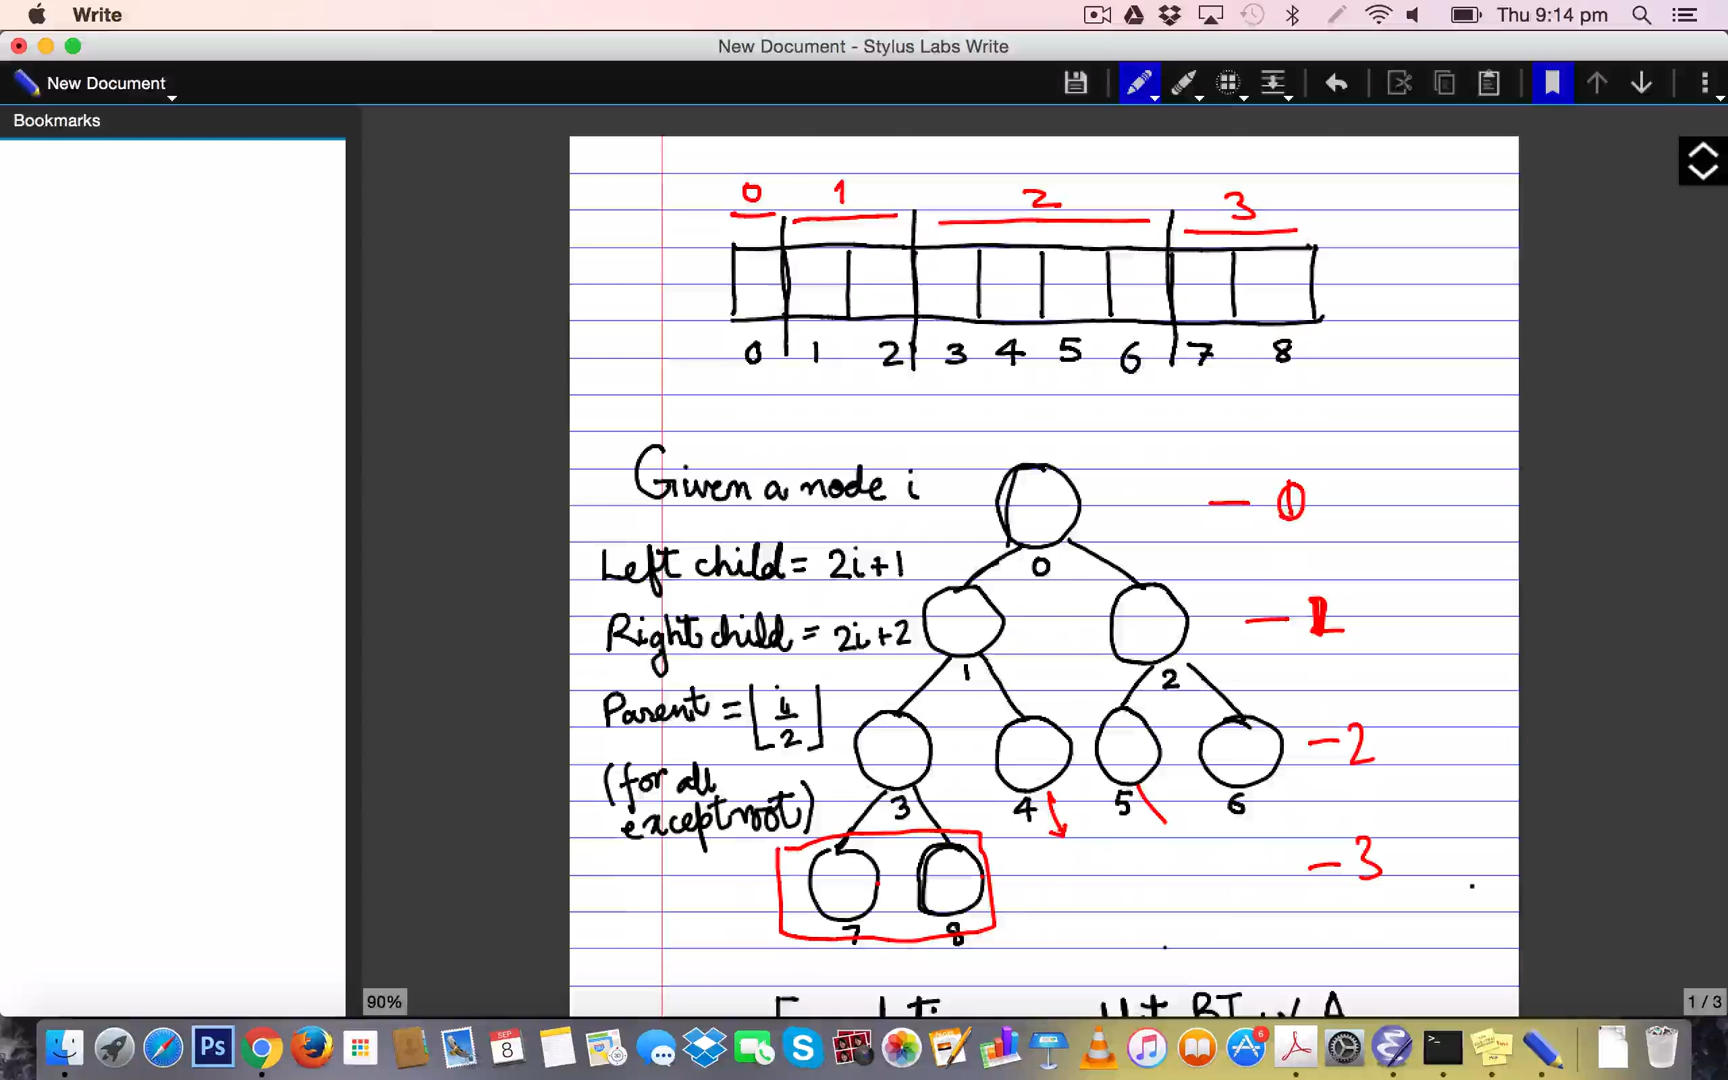 Write
Thu 9:14 pm
New Document - Stylus Labs Write
New Document
Bookmarks
0 1 2 3
0 1 2 3 4 5 6 7 8
Given a node i
- 0
Left child = 2i+1
0
Right child = 2i+2
- 1
1 2
Parent = ⌊i/2⌋
- 2
(for all
except root)
3 4 5 6
- 3
7 8
90%
1 / 3
Ps
SEP
8